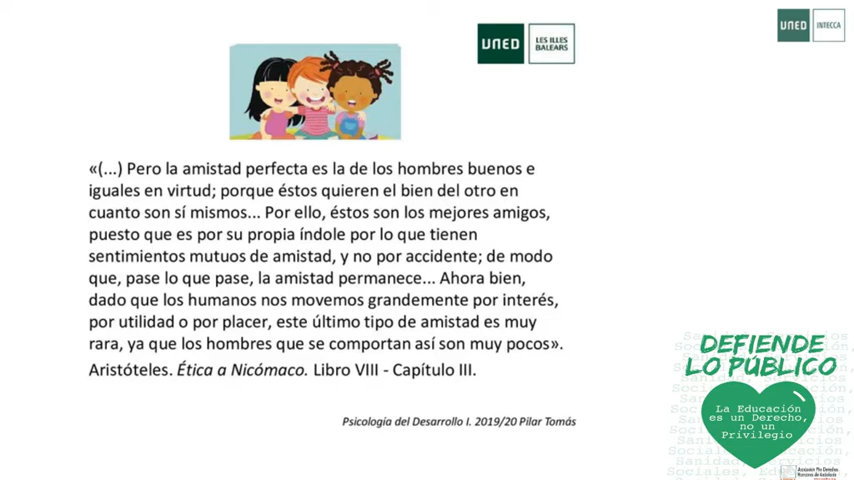 UNED
LES ILLES
BALEARS
UNED
INTECCA
«(...) Pero la amistad perfecta es la de los hombres buenos e
iguales en virtud; porque éstos quieren el bien del otro en
cuanto son sí mismos... Por ello, éstos son los mejores amigos,
puesto que es por su propia índole por lo que tienen
sentimientos mutuos de amistad, y no por accidente; de modo
que, pase lo que pase, la amistad permanece... Ahora bien,
dado que los humanos nos movemos grandemente por interés,
por utilidad o por placer, este último tipo de amistad es muy
rara, ya que los hombres que se comportan así son muy pocos».
Aristóteles. Ética a Nicómaco. Libro VIII - Capítulo III.
Psicología del Desarrollo I. 2019/20 Pilar Tomás
DEFIENDE
LO PÚBLICO
La Educación
es un Derecho,
no un
Privilegio